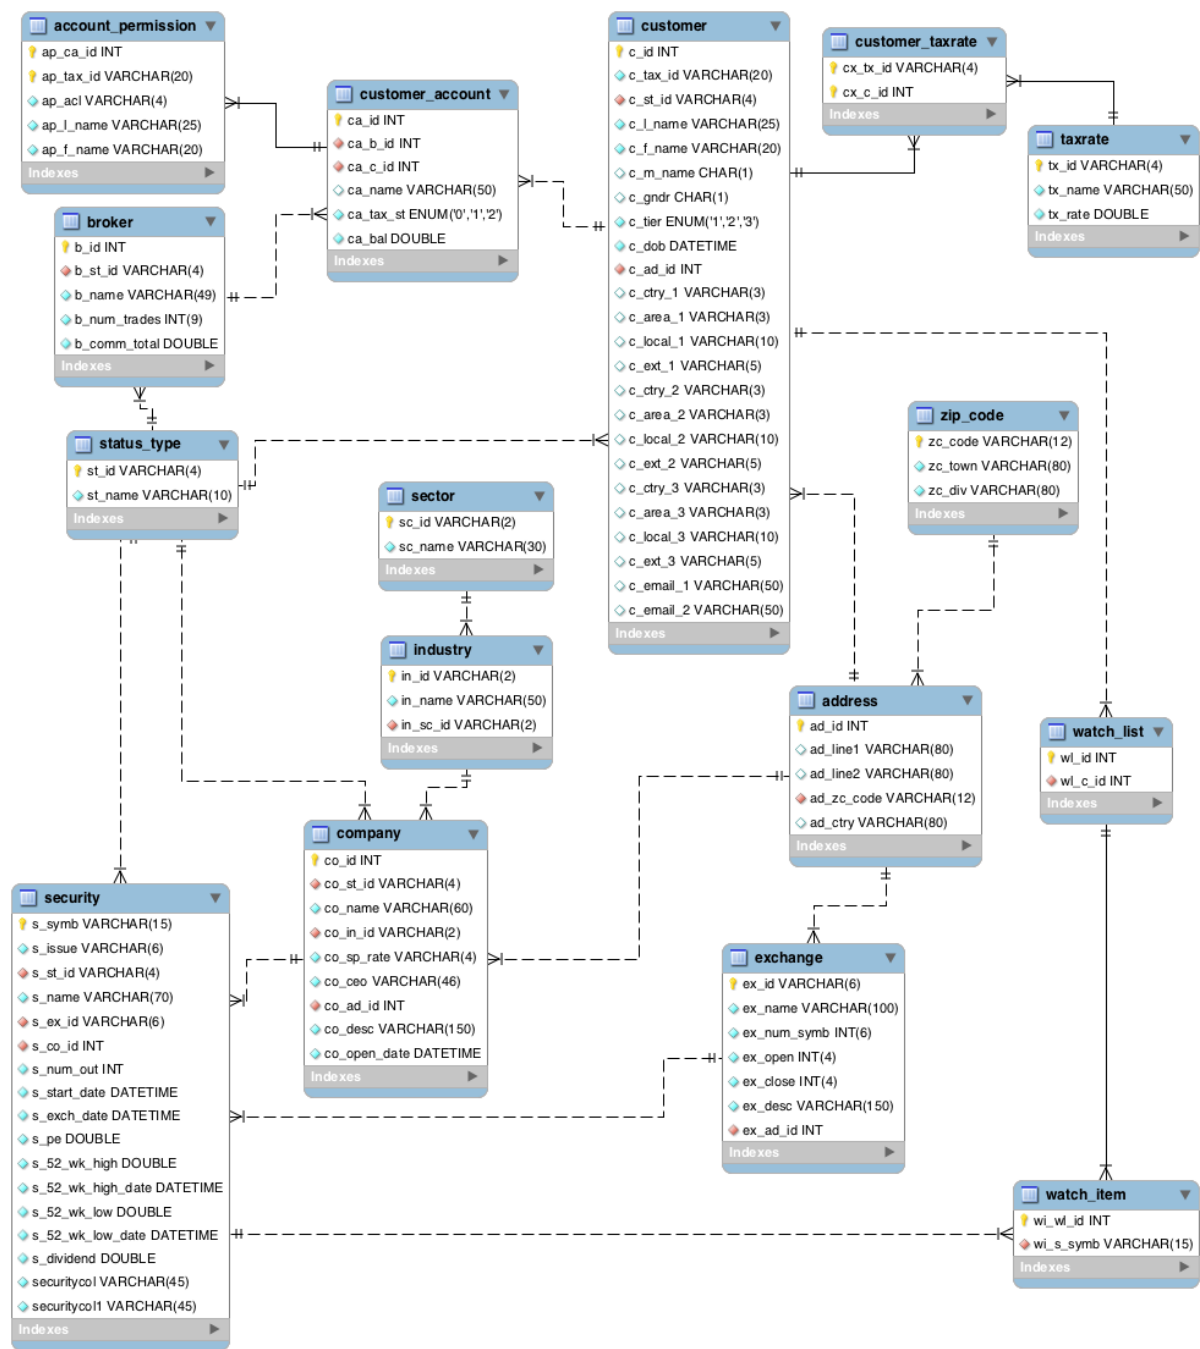 account_permission
ap_ca_id INT
ap_tax_id VARCHAR(20)
ap_acl VARCHAR(4)
ap_l_name VARCHAR(25)
ap_f_name VARCHAR(20)
Indexes
customer_account
ca_id INT
ca_b_id INT
ca_c_id INT
ca_name VARCHAR(50)
ca_tax_st ENUM('0','1','2')
ca_bal DOUBLE
Indexes
customer
c_id INT
c_tax_id VARCHAR(20)
c_st_id VARCHAR(4)
c_l_name VARCHAR(25)
c_f_name VARCHAR(20)
c_m_name CHAR(1)
c_gndr CHAR(1)
c_tier ENUM('1','2','3')
c_dob DATETIME
c_ad_id INT
c_ctry_1 VARCHAR(3)
c_area_1 VARCHAR(3)
c_local_1 VARCHAR(10)
c_ext_1 VARCHAR(5)
c_ctry_2 VARCHAR(3)
c_area_2 VARCHAR(3)
c_local_2 VARCHAR(10)
c_ext_2 VARCHAR(5)
c_ctry_3 VARCHAR(3)
c_area_3 VARCHAR(3)
c_local_3 VARCHAR(10)
c_ext_3 VARCHAR(5)
c_email_1 VARCHAR(50)
c_email_2 VARCHAR(50)
Indexes
customer_taxrate
cx_tx_id VARCHAR(4)
cx_c_id INT
Indexes
taxrate
tx_id VARCHAR(4)
tx_name VARCHAR(50)
tx_rate DOUBLE
Indexes
broker
b_id INT
b_st_id VARCHAR(4)
b_name VARCHAR(49)
b_num_trades INT(9)
b_comm_total DOUBLE
Indexes
status_type
st_id VARCHAR(4)
st_name VARCHAR(10)
Indexes
sector
sc_id VARCHAR(2)
sc_name VARCHAR(30)
Indexes
zip_code
zc_code VARCHAR(12)
zc_town VARCHAR(80)
zc_div VARCHAR(80)
Indexes
industry
in_id VARCHAR(2)
in_name VARCHAR(50)
in_sc_id VARCHAR(2)
Indexes
address
ad_id INT
ad_line1 VARCHAR(80)
ad_line2 VARCHAR(80)
ad_zc_code VARCHAR(12)
ad_ctry VARCHAR(80)
Indexes
watch_list
wl_id INT
wl_c_id INT
Indexes
company
co_id INT
co_st_id VARCHAR(4)
co_name VARCHAR(60)
co_in_id VARCHAR(2)
co_sp_rate VARCHAR(4)
co_ceo VARCHAR(46)
co_ad_id INT
co_desc VARCHAR(150)
co_open_date DATETIME
Indexes
security
s_symb VARCHAR(15)
s_issue VARCHAR(6)
s_st_id VARCHAR(4)
s_name VARCHAR(70)
s_ex_id VARCHAR(6)
s_co_id INT
s_num_out INT
s_start_date DATETIME
s_exch_date DATETIME
s_pe DOUBLE
s_52_wk_high DOUBLE
s_52_wk_high_date DATETIME
s_52_wk_low DOUBLE
s_52_wk_low_date DATETIME
s_dividend DOUBLE
securitycol VARCHAR(45)
securitycol1 VARCHAR(45)
Indexes
exchange
ex_id VARCHAR(6)
ex_name VARCHAR(100)
ex_num_symb INT(6)
ex_open INT(4)
ex_close INT(4)
ex_desc VARCHAR(150)
ex_ad_id INT
Indexes
watch_item
wi_wl_id INT
wi_s_symb VARCHAR(15)
Indexes